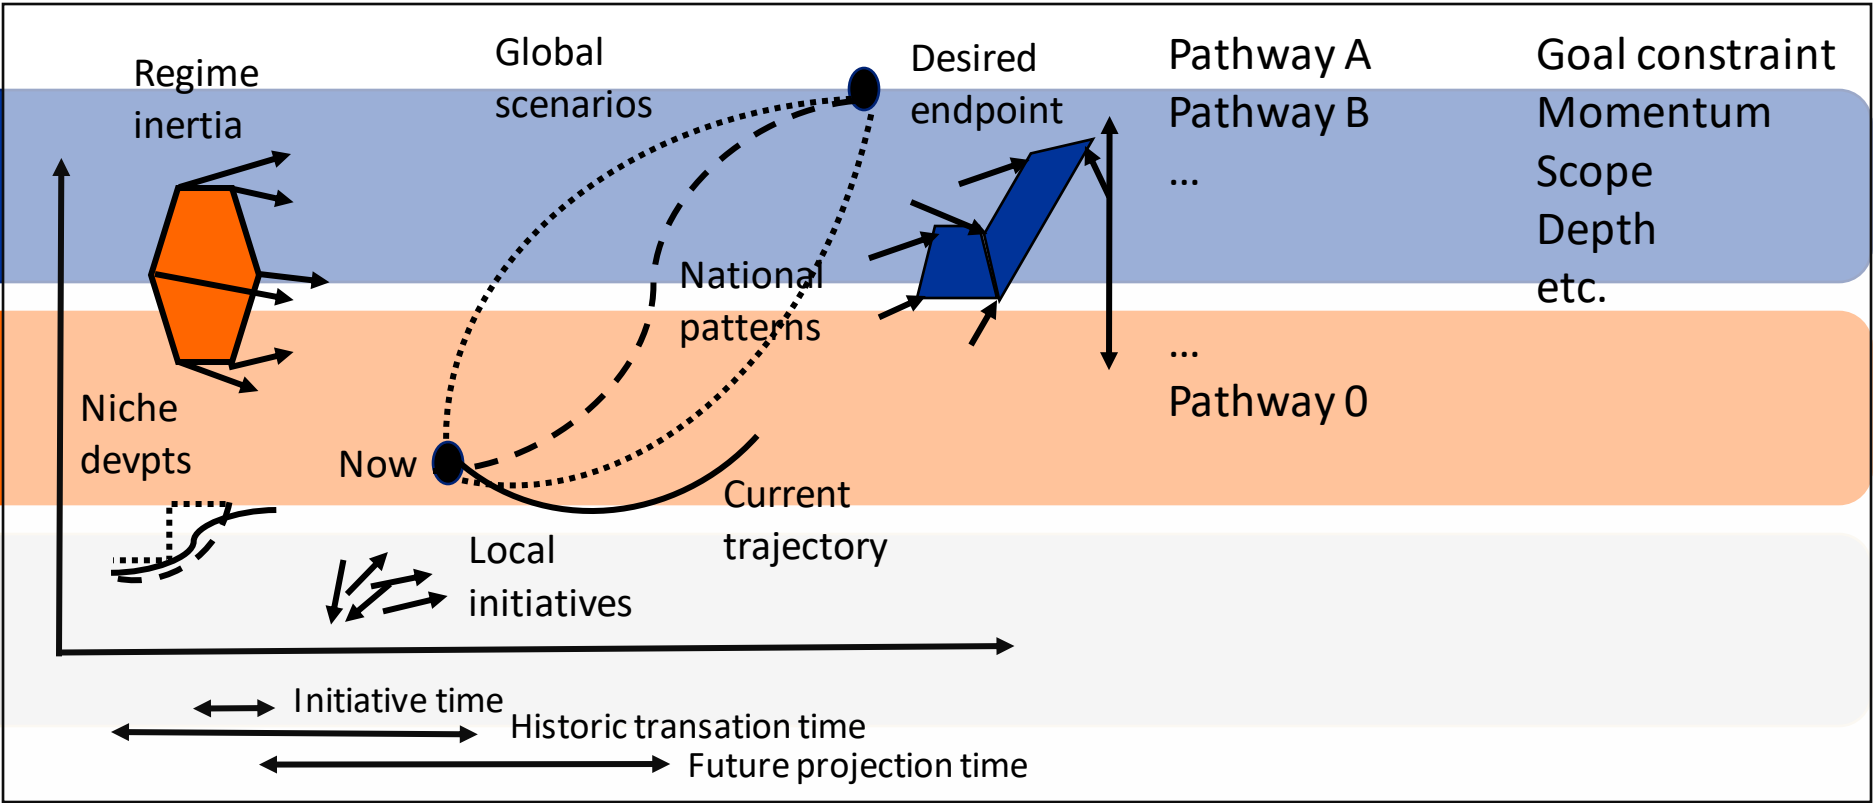 Regime
inertia
Global
scenarios
Desired
endpoint
Pathway A
Pathway B
...
Goal constraint
Momentum
Scope
Depth
etc.
National
patterns
...
Pathway 0
Niche
devpts
Now
Current
trajectory
Local
initiatives
Initiative time
Historic transation time
Future projection time